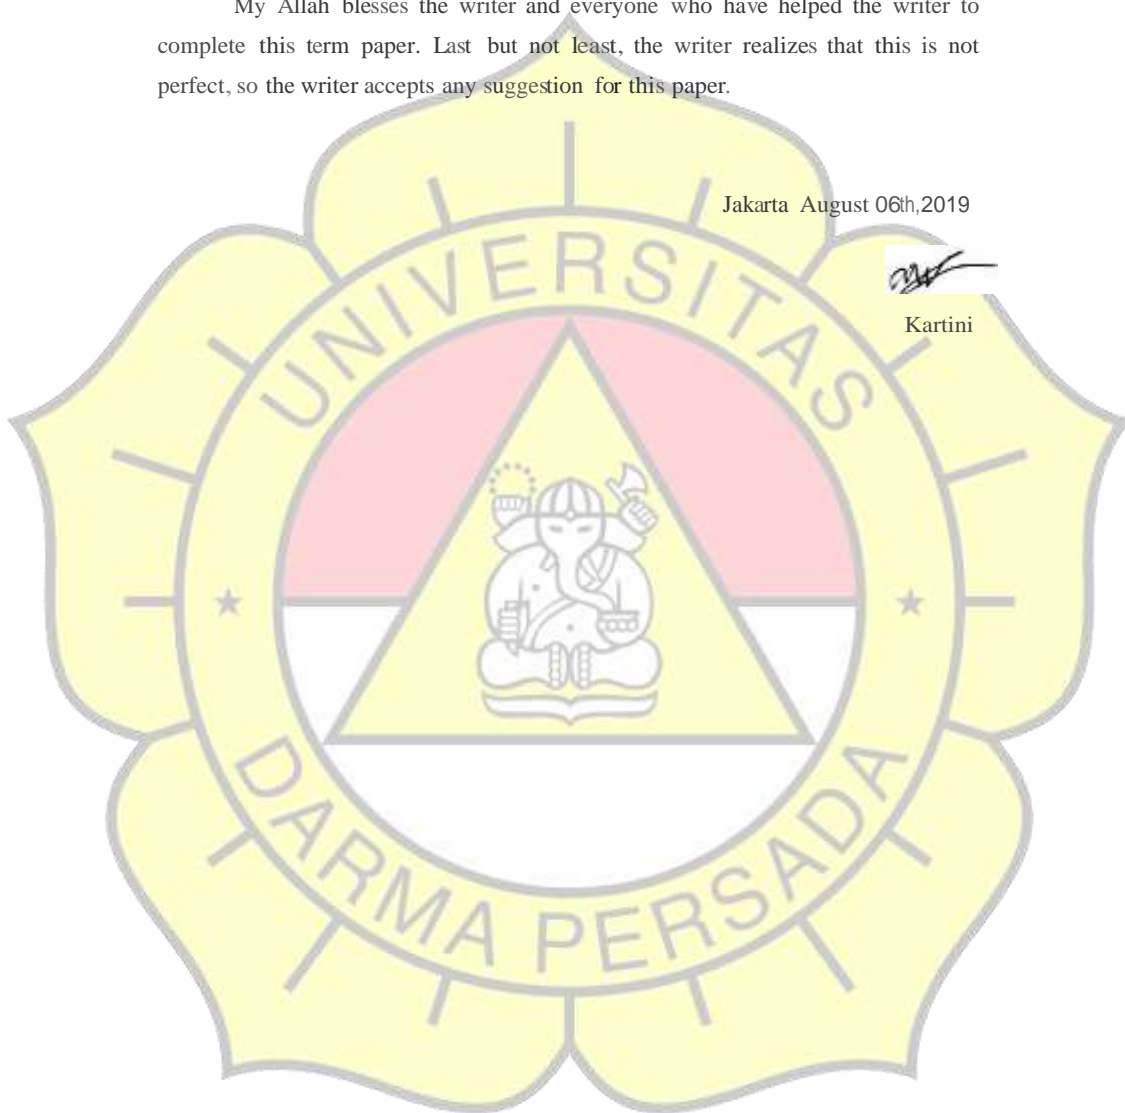 My Allah blesses the writer and everyone who have helped the writer to
complete this term paper. Last but not least, the writer realizes that this is not
perfect, so the writer accepts any suggestion for this paper.
Jakarta August 06th,2019
Kartini
UNIVERSITAS
DARMA PERSADA